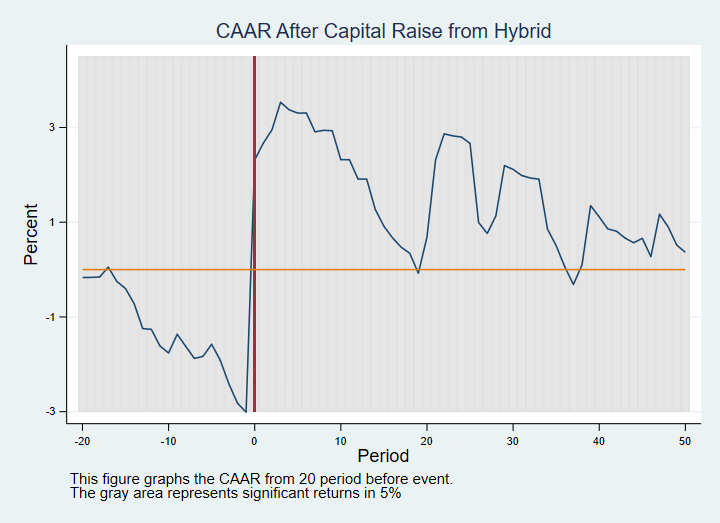 CAAR After Capital Raise from Hybrid
Percent
3
1
-1
-3
-20 -10 0 10 20 30 40 50
Period
This figure graphs the CAAR from 20 period before event.
The gray area represents significant returns in 5%